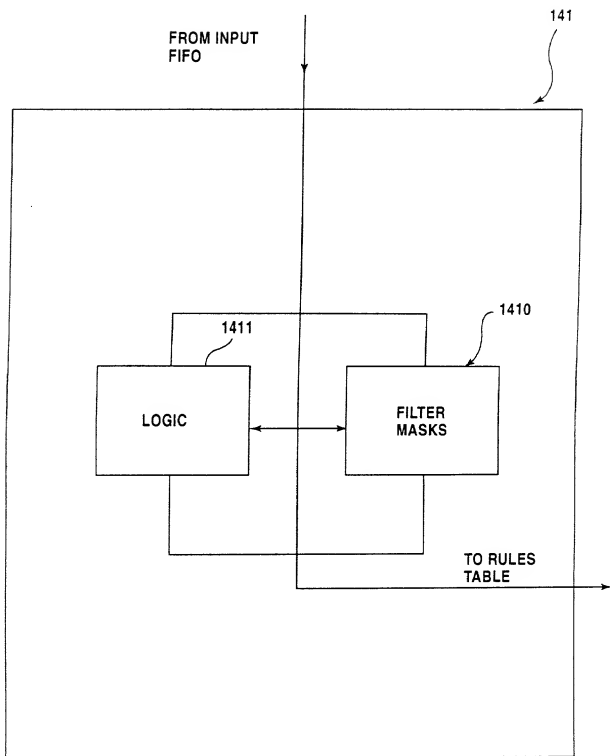 141
FROM INPUT
FIFO
1411
1410
LOGIC
FILTER
MASKS
TO RULES
TABLE